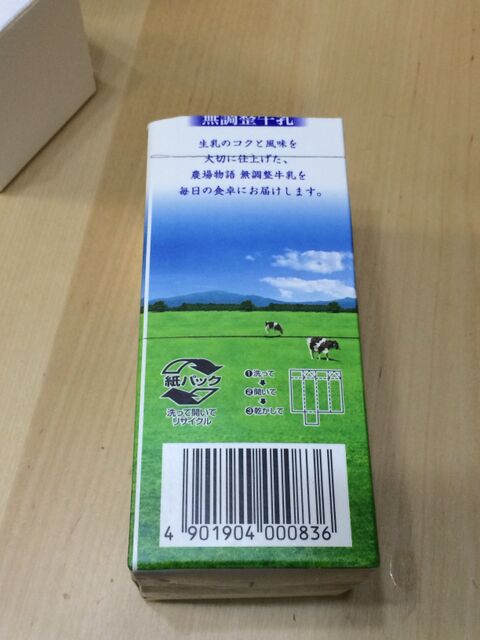 無調整牛乳
生乳のコクと風味を
大切に仕上げた、
農場物語 無調整牛乳を
毎日の食卓にお届けします。
紙パック
洗って開いて
リサイクル
1洗って
2開いて
3乾かして
4 901904 000836